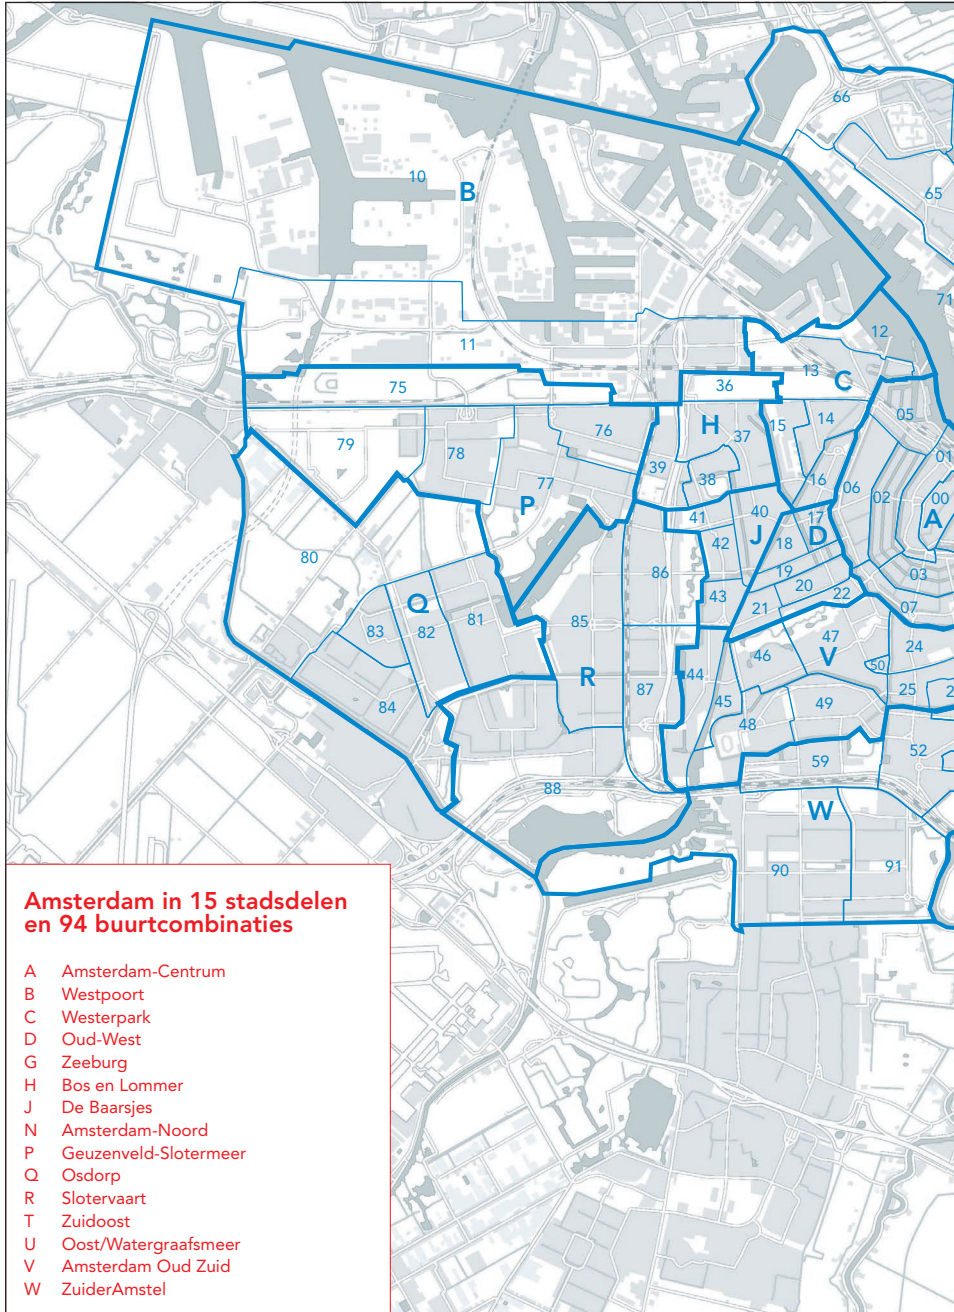 66
10
B
65
71
12
11
13
C
75
36
05
H
14
15
37
79
76
01
78
39
16
77
38
06
02
00
P
A
40
41
17
J
D
80
42
18
86
03
19
Q
20
43
22
81
21
07
83
82
85
47
24
46
V
50
44
R
87
25
2
45
49
84
48
52
59
88
W
90
91
Amsterdam in 15 stadsdelen
en 94 buurtcombinaties
A Amsterdam-Centrum
B Westpoort
C Westerpark
D Oud-West
G Zeeburg
H Bos en Lommer
J De Baarsjes
N Amsterdam-Noord
P Geuzenveld-Slotermeer
Q Osdorp
R Slotervaart
T Zuidoost
U Oost/Watergraafsmeer
V Amsterdam Oud Zuid
W ZuiderAmstel